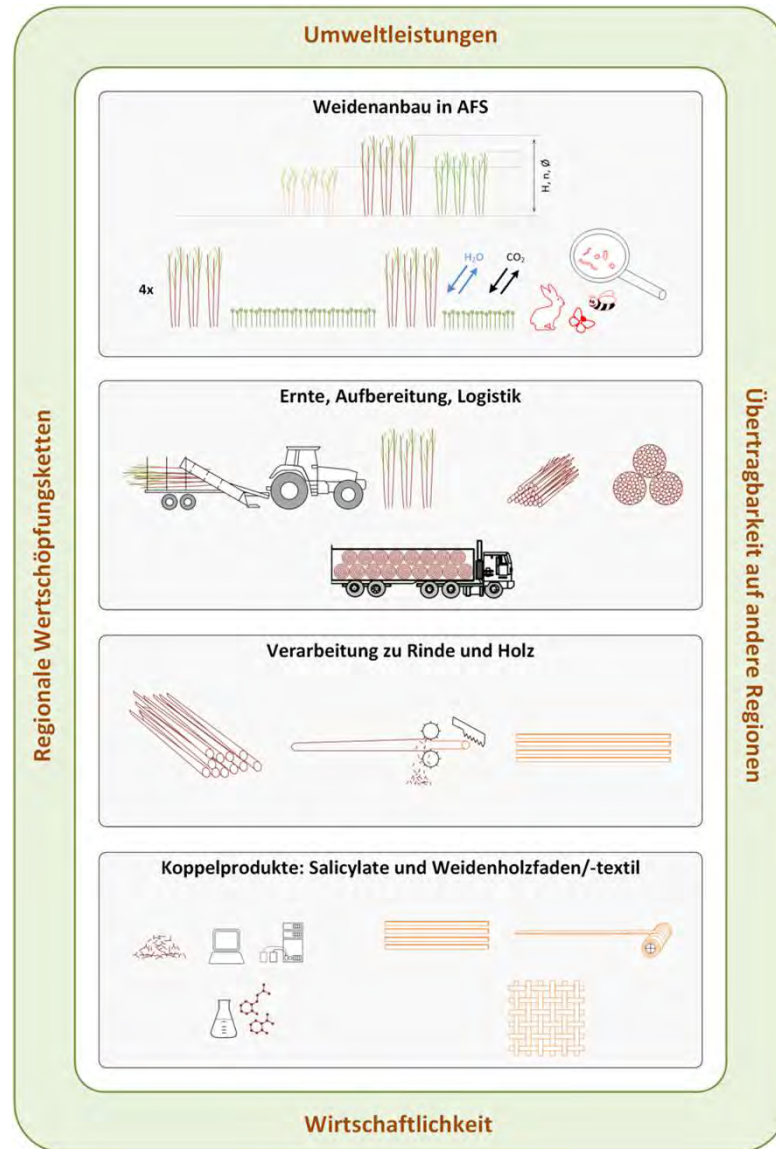 Umweltleistungen
Weidenanbau in AFS
H, n, Ø
4x
H₂O
CO₂
Regionale Wertschöpfungsketten
Übertragbarkeit auf andere Regionen
Ernte, Aufbereitung, Logistik
Verarbeitung zu Rinde und Holz
Koppelprodukte: Salicylate und Weidenholzfaden/-textil
Wirtschaftlichkeit